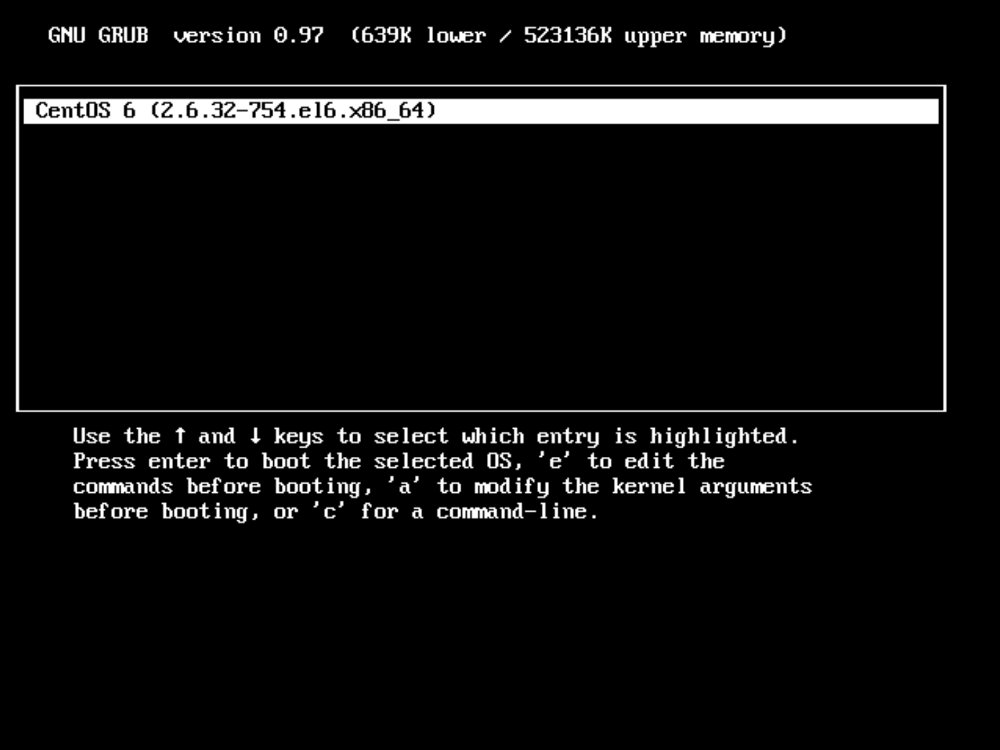 GNU GRUB  version 0.97  (639K lower / 523136K upper memory)
CentOS 6 (2.6.32-754.el6.x86_64)
Use the ↑ and ↓ keys to select which entry is highlighted.
Press enter to boot the selected OS, 'e' to edit the
commands before booting, 'a' to modify the kernel arguments
before booting, or 'c' for a command-line.